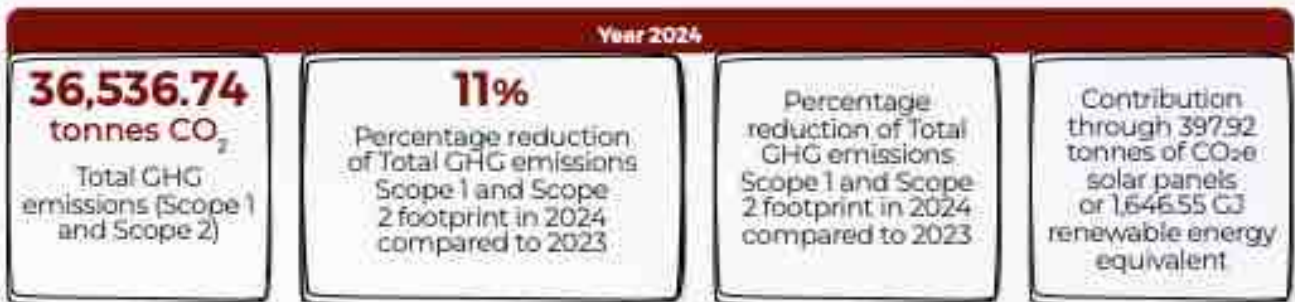 Year 2024
36,536.74
tonnes CO₂
Total GHG
emissions (Scope 1
and Scope 2)
11%
Percentage reduction
of Total GHG emissions
Scope 1 and Scope
2 footprint in 2024
compared to 2023
Percentage
reduction of Total
GHG emissions
Scope 1 and Scope
2 footprint in 2024
compared to 2023
Contribution
through 397.92
tonnes of CO₂e
solar panels
or 1,646.55 GJ
renewable energy
equivalent